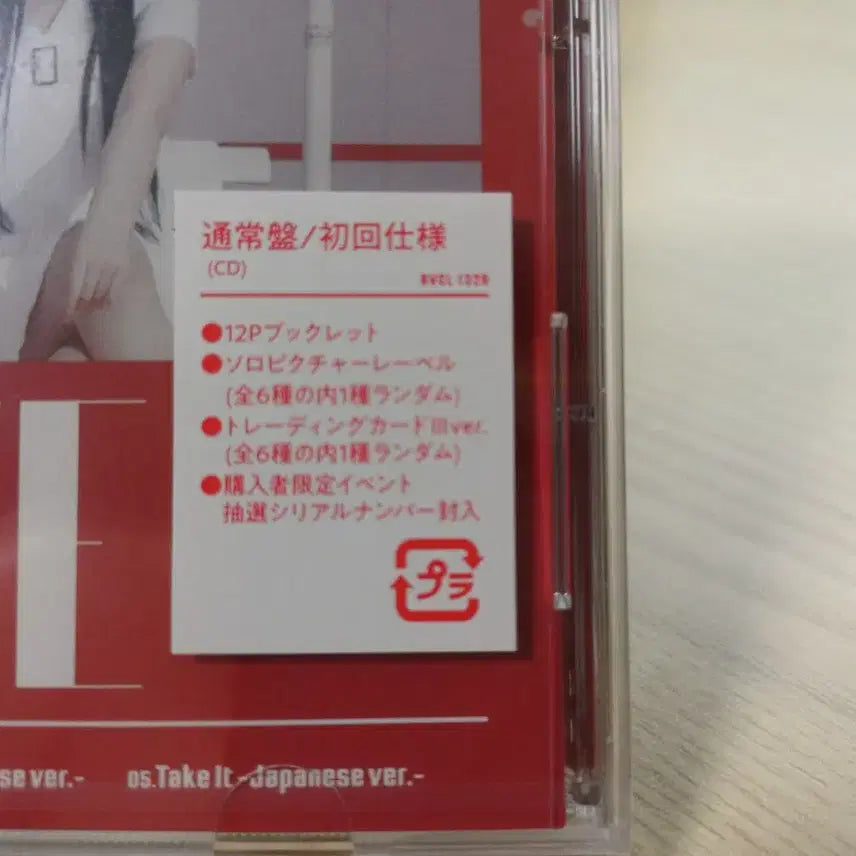 通常盤/初回仕様
(CD)
●12Pブックレット
●ソロピクチャーレーベル
(全6種の内1種ランダム)
●トレーディングカードIIIver.
(全6種の内1種ランダム)
●購入者限定イベント
抽選シリアルナンバー封入
プラ
se ver.- 05.Take It -Japanese ver.-